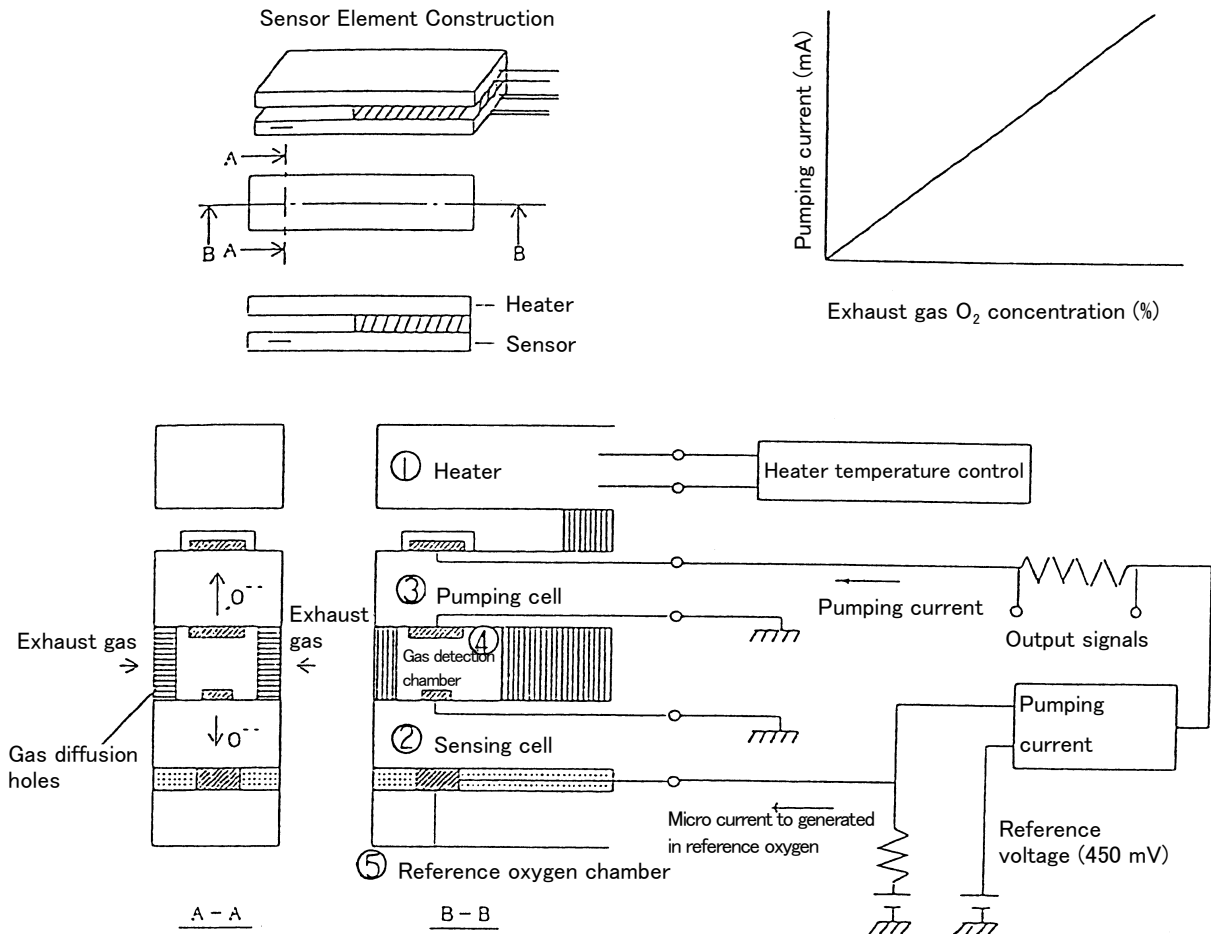 Sensor Element Construction
A
B
A
B
Heater
Sensor
Pumping current (mA)
Exhaust gas O₂ concentration (%)
① Heater
Heater temperature control
O--
③ Pumping cell
Pumping current
Output signals
Exhaust gas
Exhaust
gas
④
Gas detection
chamber
O--
② Sensing cell
Pumping
current
Gas diffusion
holes
Micro current to generated
in reference oxygen
Reference
voltage (450 mV)
⑤ Reference oxygen chamber
A - A
B - B